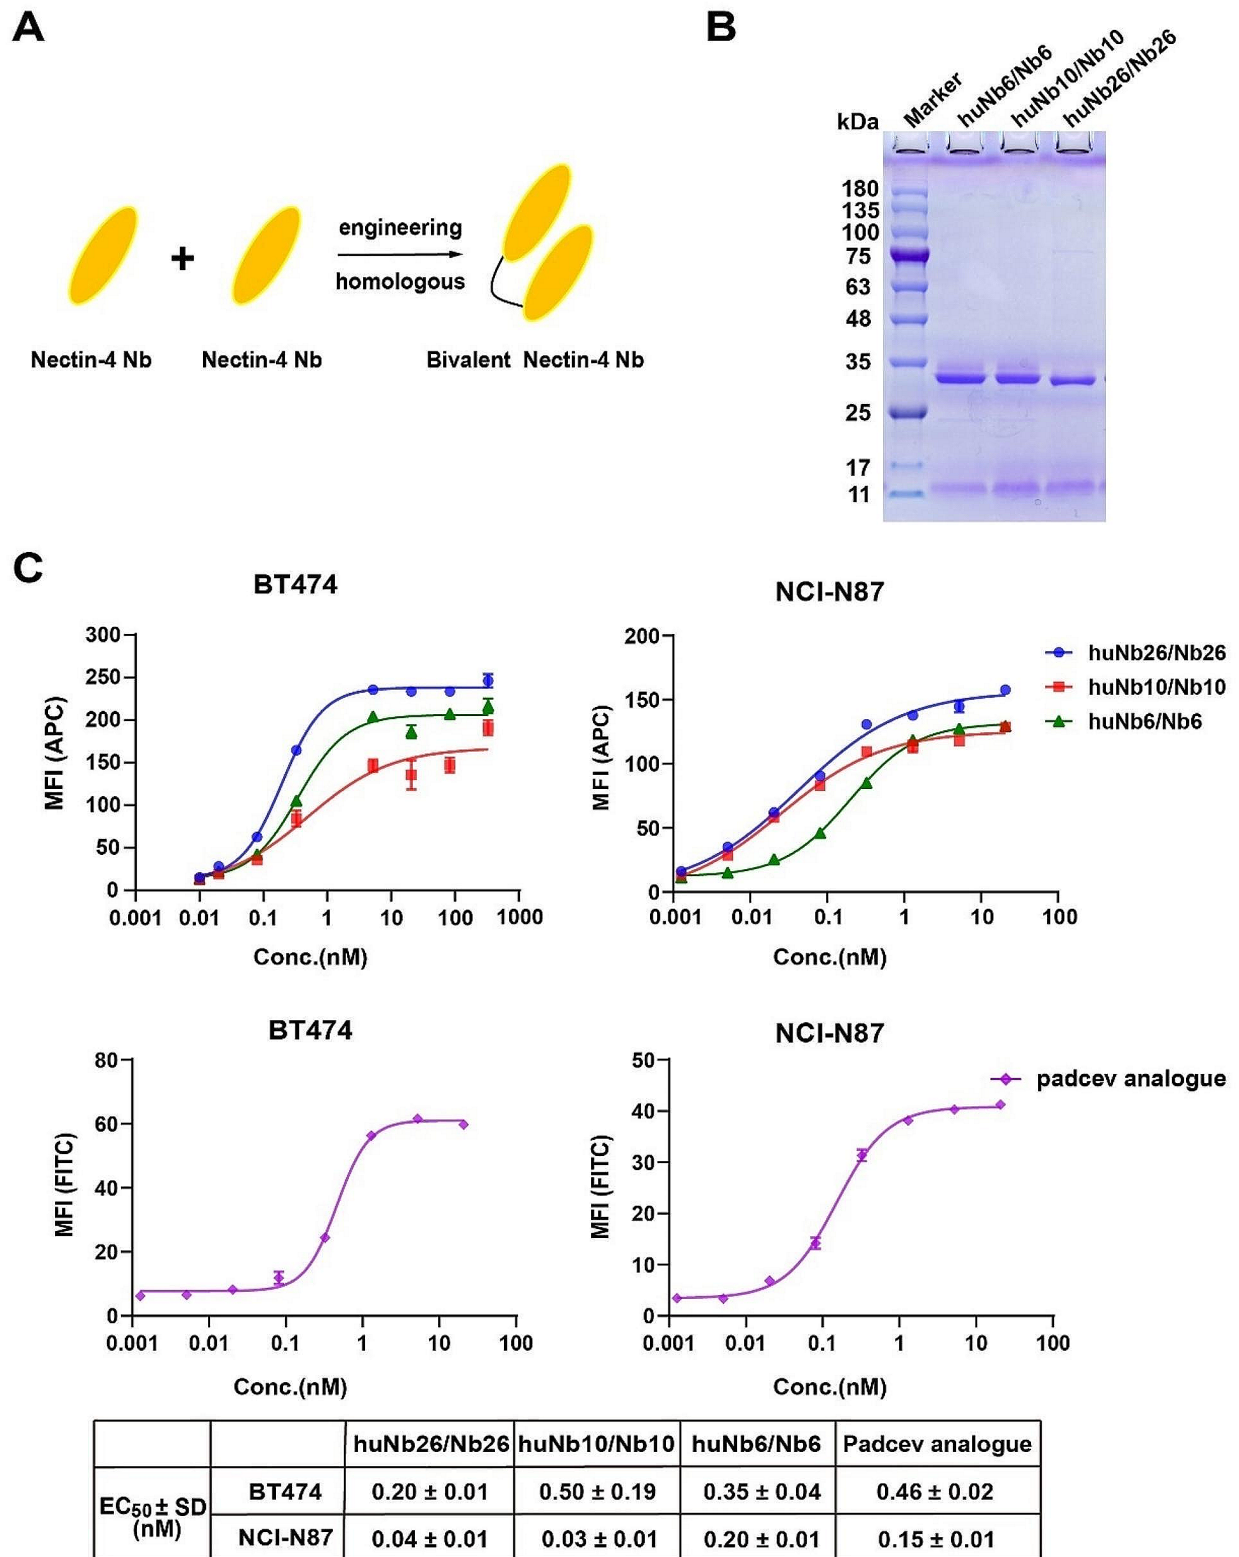 A
Nectin-4 Nb
+
Nectin-4 Nb
engineering
homologous
Bivalent Nectin-4 Nb
B
kDa
Marker
huNb6/Nb6
huNb10/Nb10
huNb26/Nb26
180
135
100
75
63
48
35
25
17
11
C
BT474
MFI (APC)
300
250
200
150
100
50
0
0.001 0.01 0.1 1 10 100 1000
Conc.(nM)
NCI-N87
MFI (APC)
200
150
100
50
0
0.001 0.01 0.1 1 10 100
Conc.(nM)
huNb26/Nb26
huNb10/Nb10
huNb6/Nb6
BT474
MFI (FITC)
80
60
40
20
0
0.001 0.01 0.1 1 10 100
Conc.(nM)
NCI-N87
MFI (FITC)
50
40
30
20
10
0
0.001 0.01 0.1 1 10 100
Conc.(nM)
padcev analogue
huNb26/Nb26 huNb10/Nb10 huNb6/Nb6 Padcev analogue
EC50 ± SD
(nM)
BT474 0.20 ± 0.01 0.50 ± 0.19 0.35 ± 0.04 0.46 ± 0.02
NCI-N87 0.04 ± 0.01 0.03 ± 0.01 0.20 ± 0.01 0.15 ± 0.01